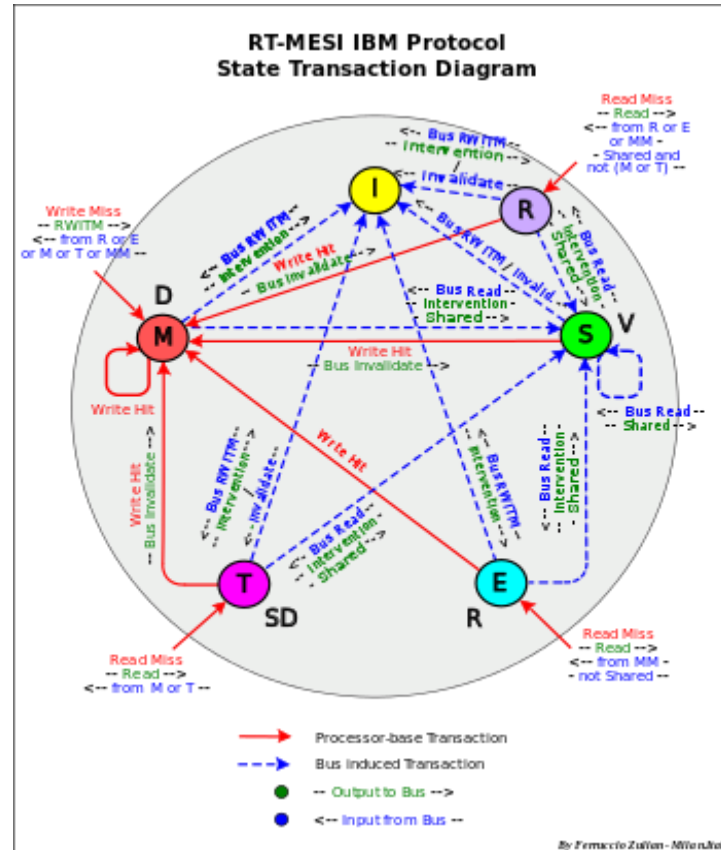 RT-MESI IBM Protocol
State Transaction Diagram
Read Miss
-- Read -->
<-- from R or E
or MM -
- Shared and
not (M or T) --
<-- Bus RWITM--
-- Intervention -->
/
<-- Invalidate --
I
R
Write Miss
-- RWITM -->
<-- from R or E
or M or T or MM --
<-- Bus RWITM --
-- Intervention-->
Write Hit
-- Bus Invalidate-->
<-- Bus RWITM / Invalid.--
<-- Bus Read--
-- Intervention -
- Shared -->
D
M
<-- Bus Read --
-- Intervention -
- Shared -->
S
V
Write Hit
-- Bus Invalidate -->
Write Hit
<-- Bus Read --
-- Shared -->
Write Hit
-- Bus Invalidate -->
<-- Bus RWITM--
-- Intervention-->
/
<-- Invalidate--
Write Hit
<-- Bus Read --
-- Intervention-
- Shared -->
<-- Bus RWITM--
-- Intervention -->
<-- Bus Read --
-- Intervention -
- Shared -->
T
SD
E
R
Read Miss
-- Read -->
<-- from M or T --
Read Miss
-- Read -->
<-- from MM -
- not Shared --
Processor-base Transaction
Bus induced Transaction
-- Output to Bus -->
<-- Input from Bus --
By Ferruccio Zulian - Milan